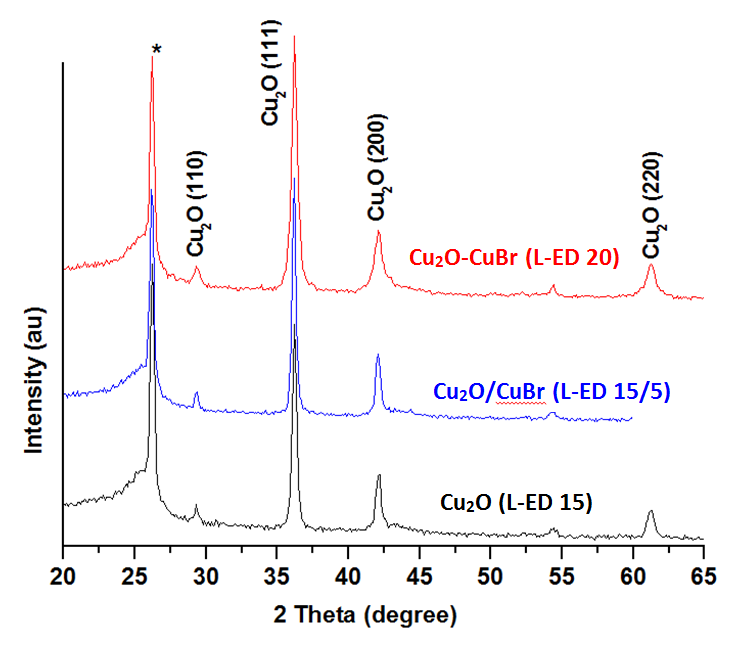 *
Cu₂O (110)
Cu₂O (111)
Cu₂O (200)
Cu₂O (220)
Cu₂O-CuBr (L-ED 20)
Cu₂O/CuBr (L-ED 15/5)
Cu₂O (L-ED 15)
Intensity (au)
20 25 30 35 40 45 50 55 60 65
2 Theta (degree)